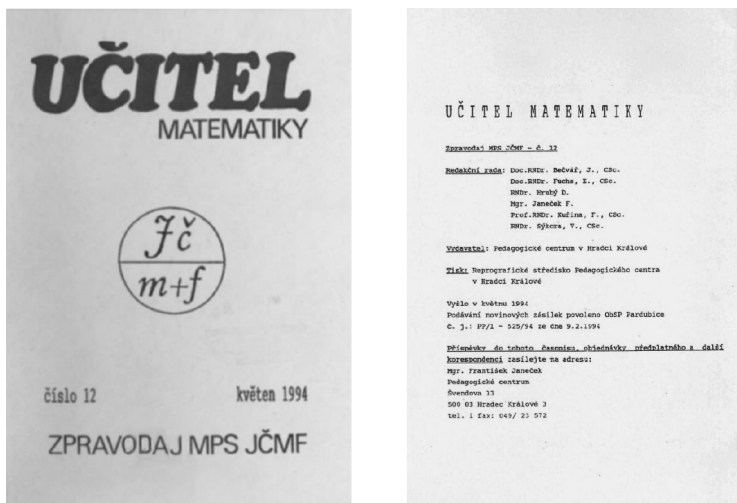 UČITEL
MATEMATIKY
Jč
m+f
číslo 12
květen 1994
ZPRAVODAJ MPS JČMF
UČITEL MATEMATIKY
Zpravodaj MPS JČMF - č. 12
Redakční rada: Doc.RNDr. Bečvář, J., CSc.
Doc.RNDr. Fuchs, E., CSc.
RNDr. Hrubý D.
Mgr. Janeček F.
Prof.RNDr. Kuřina, F., CSc.
RNDr. Sýkora, V., CSc.
Vydavatel: Pedagogické centrum v Hradci Králové
Tisk: Reprografické středisko Pedagogického centra
v Hradci Králové
Vyšlo v květnu 1994
Podávání novinových zásilek povoleno ObSP Pardubice
č. j.: PP/1 - 525/94 ze dne 9.2.1994
Příspěvky do tohoto časopisu, objednávky předplatného a další
korespondenci zasílejte na adresu:
Mgr. František Janeček
Pedagogické centrum
Švendova 13
500 03 Hradec Králové 3
tel. i fax: 049/ 23 572